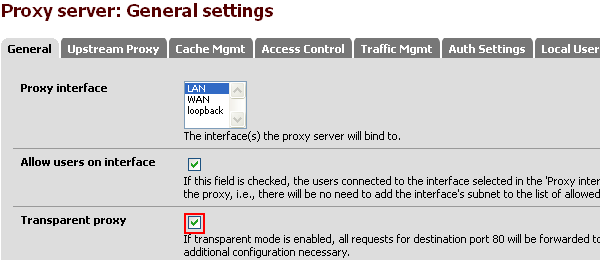 Proxy server: General settings
General Upstream Proxy Cache Mgmt Access Control Traffic Mgmt Auth Settings Local User
Proxy interface
LAN
WAN
loopback
The interface(s) the proxy server will bind to.
Allow users on interface
If this field is checked, the users connected to the interface selected in the 'Proxy inter
the proxy, i.e., there will be no need to add the interface's subnet to the list of allowed
Transparent proxy
If transparent mode is enabled, all requests for destination port 80 will be forwarded to
additional configuration necessary.